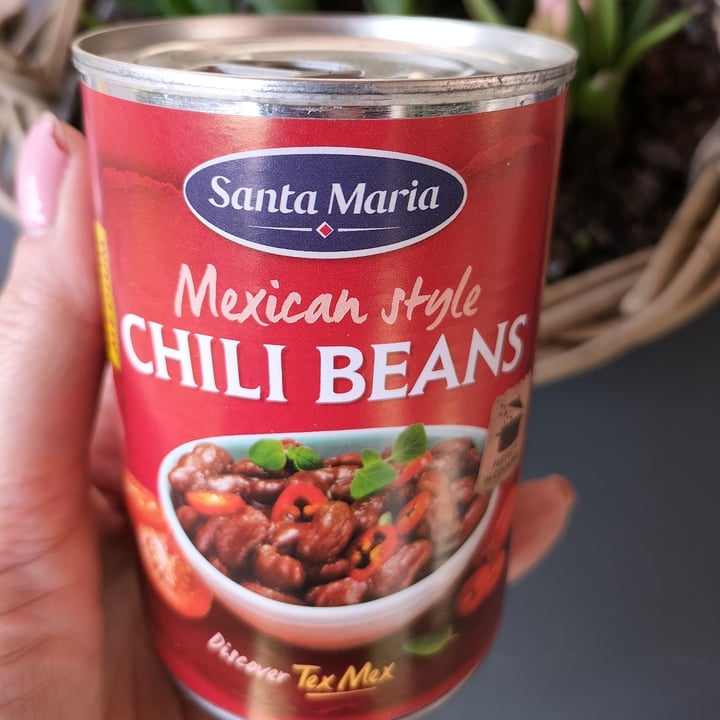 Santa Maria
Mexican style
CHILI BEANS
Discover Tex Mex